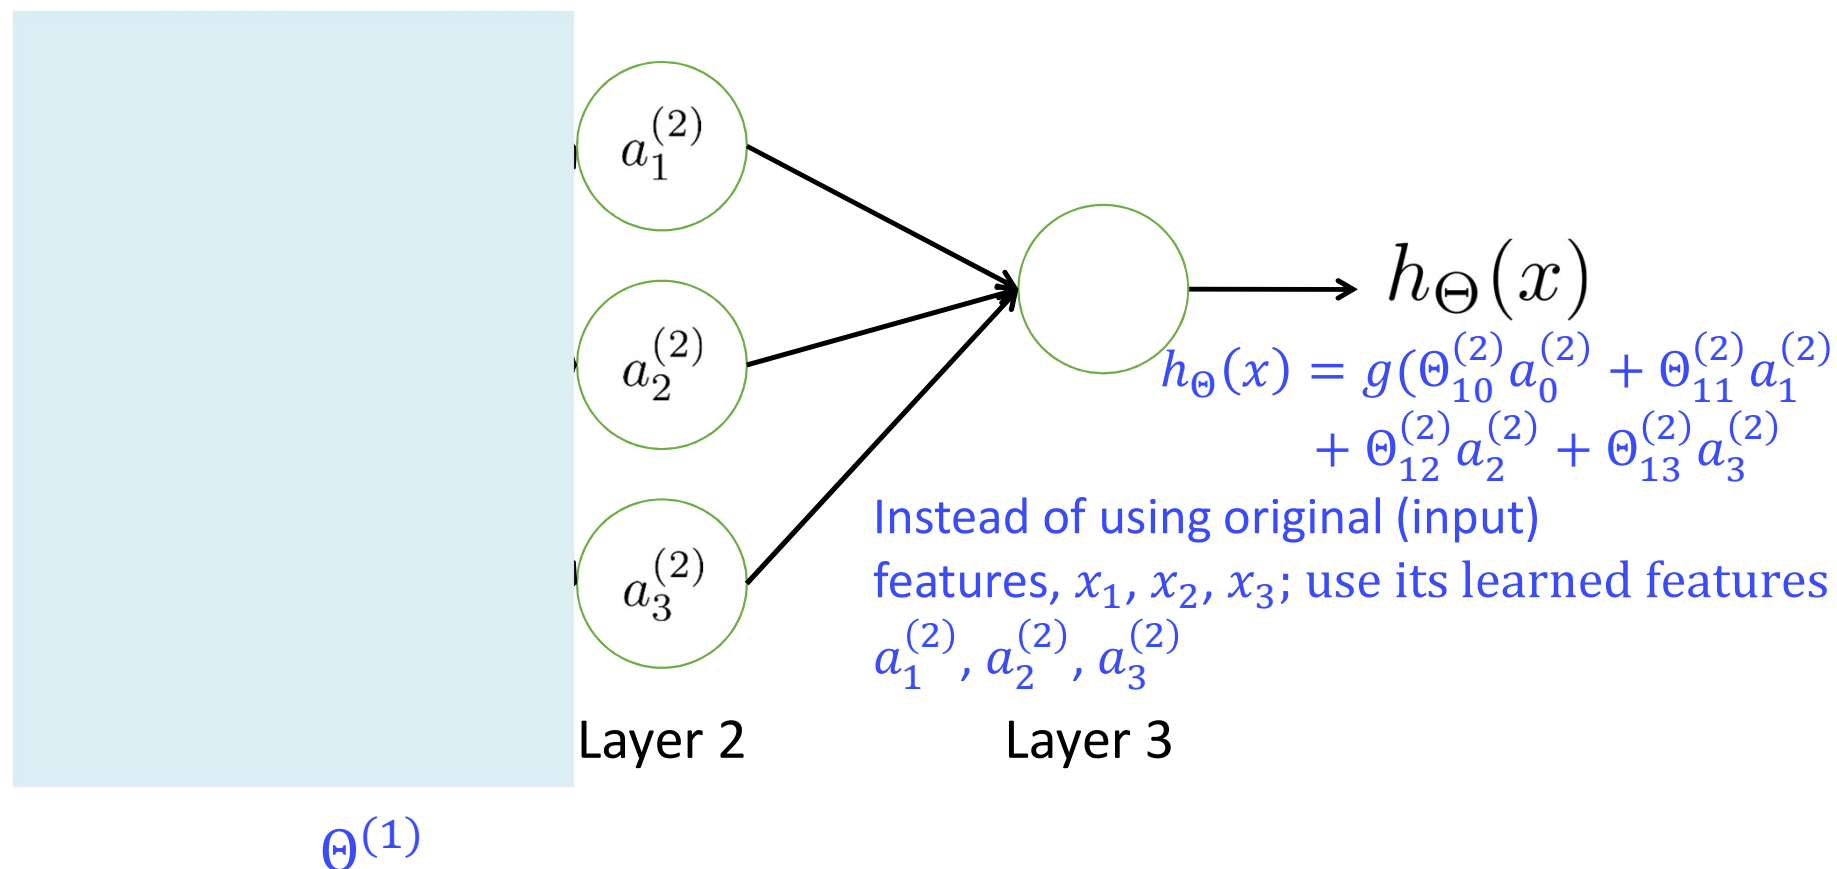 a_1^{(2)}
h_Θ(x)
a_2^{(2)}
h_Θ(x) = g(Θ_{10}^{(2)} a_0^{(2)} + Θ_{11}^{(2)} a_1^{(2)}
+ Θ_{12}^{(2)} a_2^{(2)} + Θ_{13}^{(2)} a_3^{(2)}
a_3^{(2)}
Instead of using original (input)
features, x_1, x_2, x_3; use its learned features
a_1^{(2)}, a_2^{(2)}, a_3^{(2)}
Layer 2
Layer 3
Θ^{(1)}